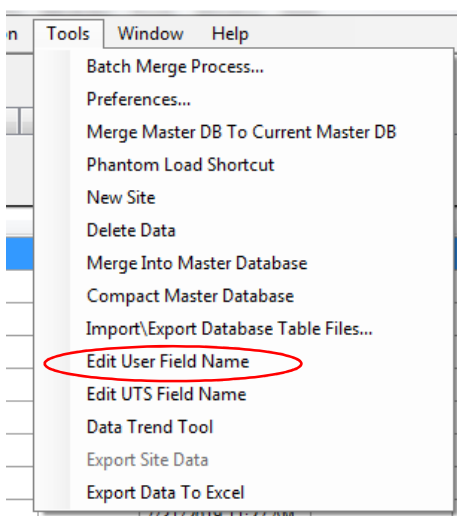 n Tools Window Help
Batch Merge Process...
Preferences...
Merge Master DB To Current Master DB
Phantom Load Shortcut
New Site
Delete Data
Merge Into Master Database
Compact Master Database
Import\Export Database Table Files...
Edit User Field Name
Edit UTS Field Name
Data Trend Tool
Export Site Data
Export Data To Excel